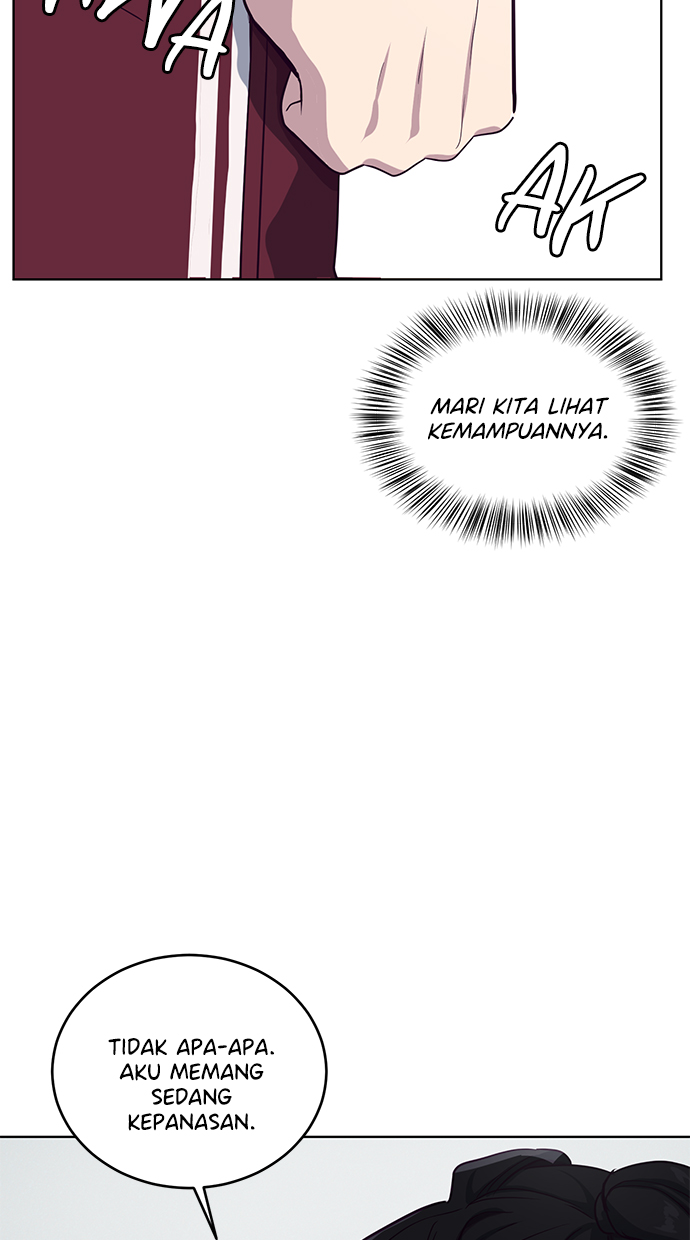 AK
MARI KITA LIHAT
KEMAMPUANNYA.
TIDAK APA-APA.
AKU MEMANG
SEDANG
KEPANASAN.